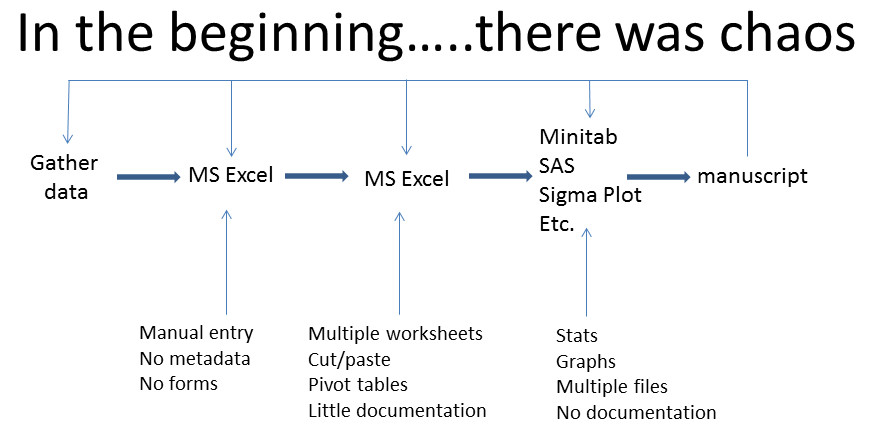 In the beginning…..there was chaos
Gather
data
MS Excel
MS Excel
Minitab
SAS
Sigma Plot
Etc.
manuscript
Manual entry
No metadata
No forms
Multiple worksheets
Cut/paste
Pivot tables
Little documentation
Stats
Graphs
Multiple files
No documentation